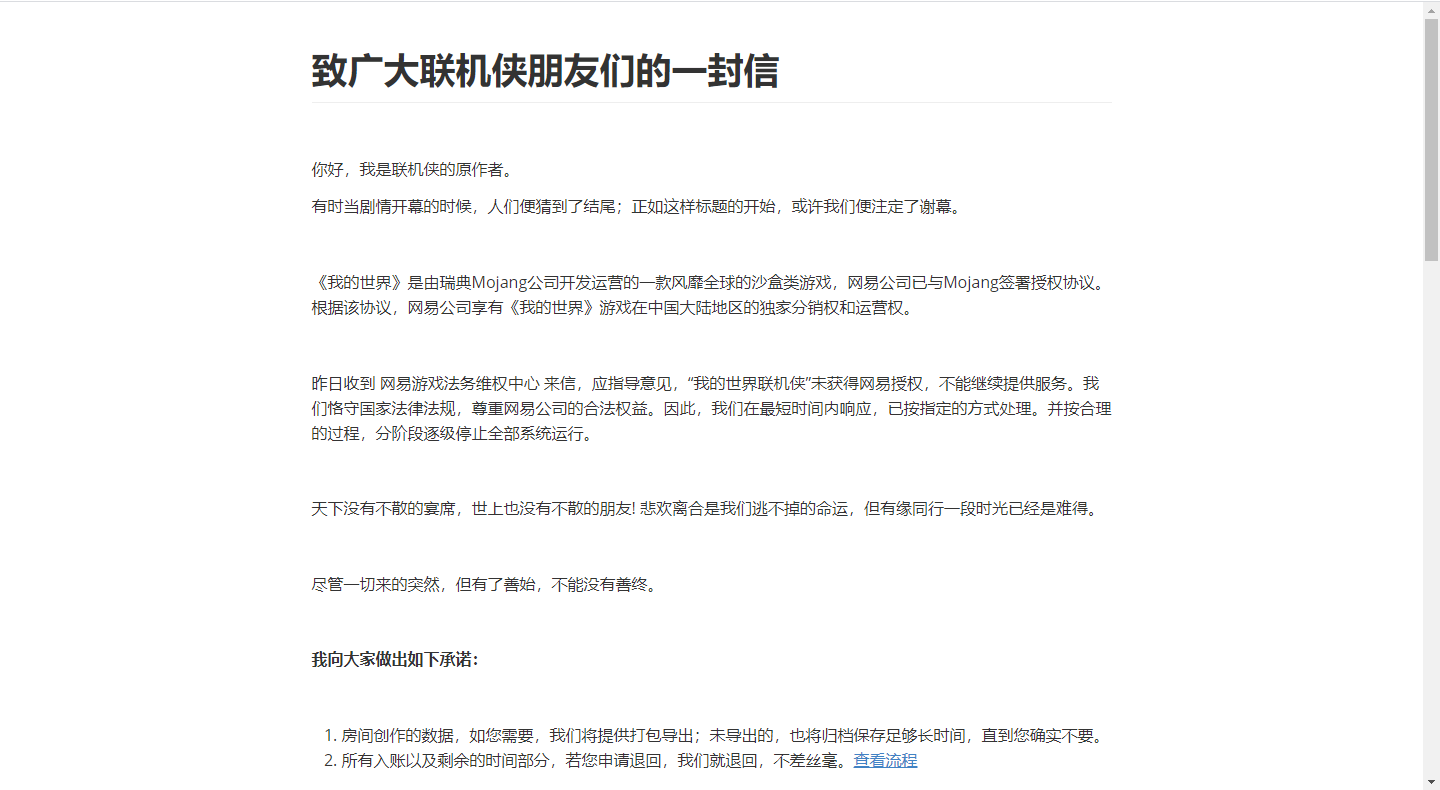 致广大联机侠朋友们的一封信
你好，我是联机侠的原作者。
有时当剧情开幕的时候，人们便猜到了结尾；正如这样标题的开始，或许我们便注定了谢幕。
《我的世界》是由瑞典Mojang公司开发运营的一款风靡全球的沙盒类游戏，网易公司已与Mojang签署授权协议。
根据该协议，网易公司享有《我的世界》游戏在中国大陆地区的独家分销权和运营权。
昨日收到 网易游戏法务维权中心 来信，应指导意见，“我的世界联机侠”未获得网易授权，不能继续提供服务。我
们恪守国家法律法规，尊重网易公司的合法权益。因此，我们在最短时间内响应，已按指定的方式处理。并按合理
的过程，分阶段逐级停止全部系统运行。
天下没有不散的宴席，世上也没有不散的朋友! 悲欢离合是我们逃不掉的命运，但有缘同行一段时光已经是难得。
尽管一切来的突然，但有了善始，不能没有善终。
我向大家做出如下承诺：
1. 房间创作的数据，如您需要，我们将提供打包导出；未导出的，也将归档保存足够长时间，直到您确实不要。
2. 所有入账以及剩余的时间部分，若您申请退回，我们就退回，不差丝毫。查看流程